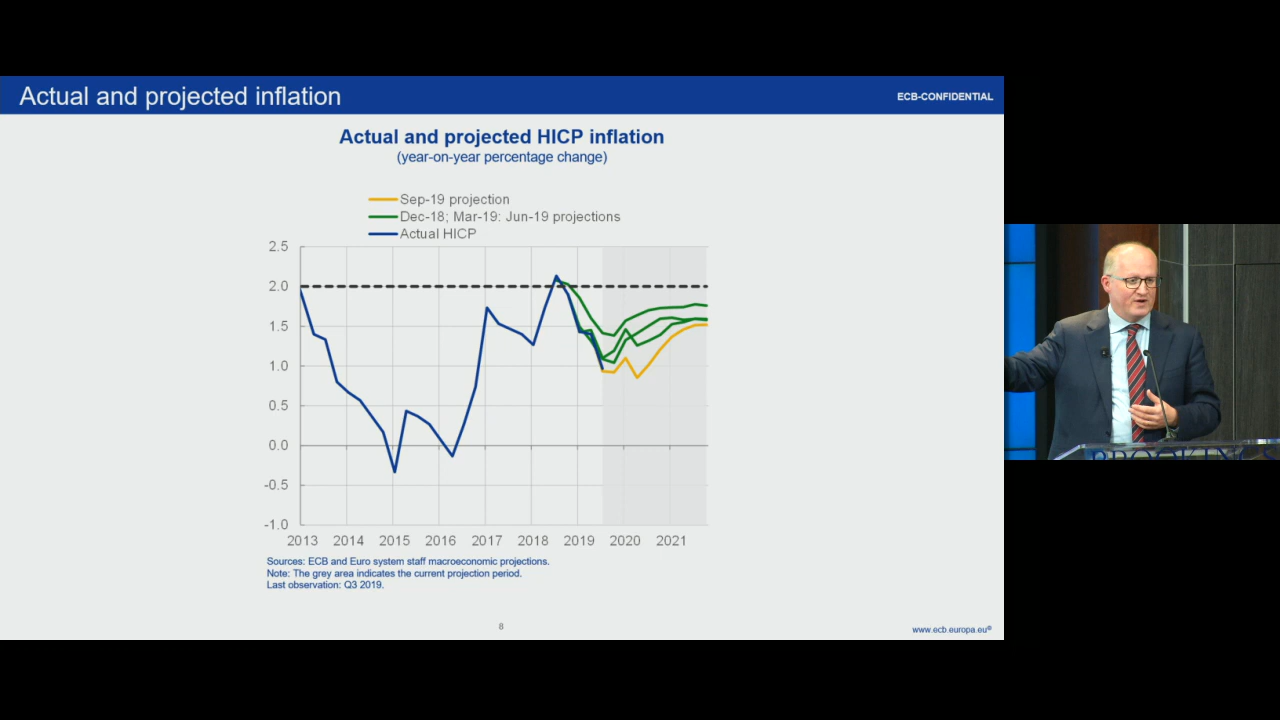 Actual and projected inflation
ECB-CONFIDENTIAL
Actual and projected HICP inflation
(year-on-year percentage change)
Sep-19 projection
Dec-18; Mar-19: Jun-19 projections
Actual HICP
2.5
2.0
1.5
1.0
0.5
0.0
-0.5
-1.0
2013 2014 2015 2016 2017 2018 2019 2020 2021
Sources: ECB and Euro system staff macroeconomic projections.
Note: The grey area indicates the current projection period.
Last observation: Q3 2019.
8
www.ecb.europa.eu®
BROOKINGS